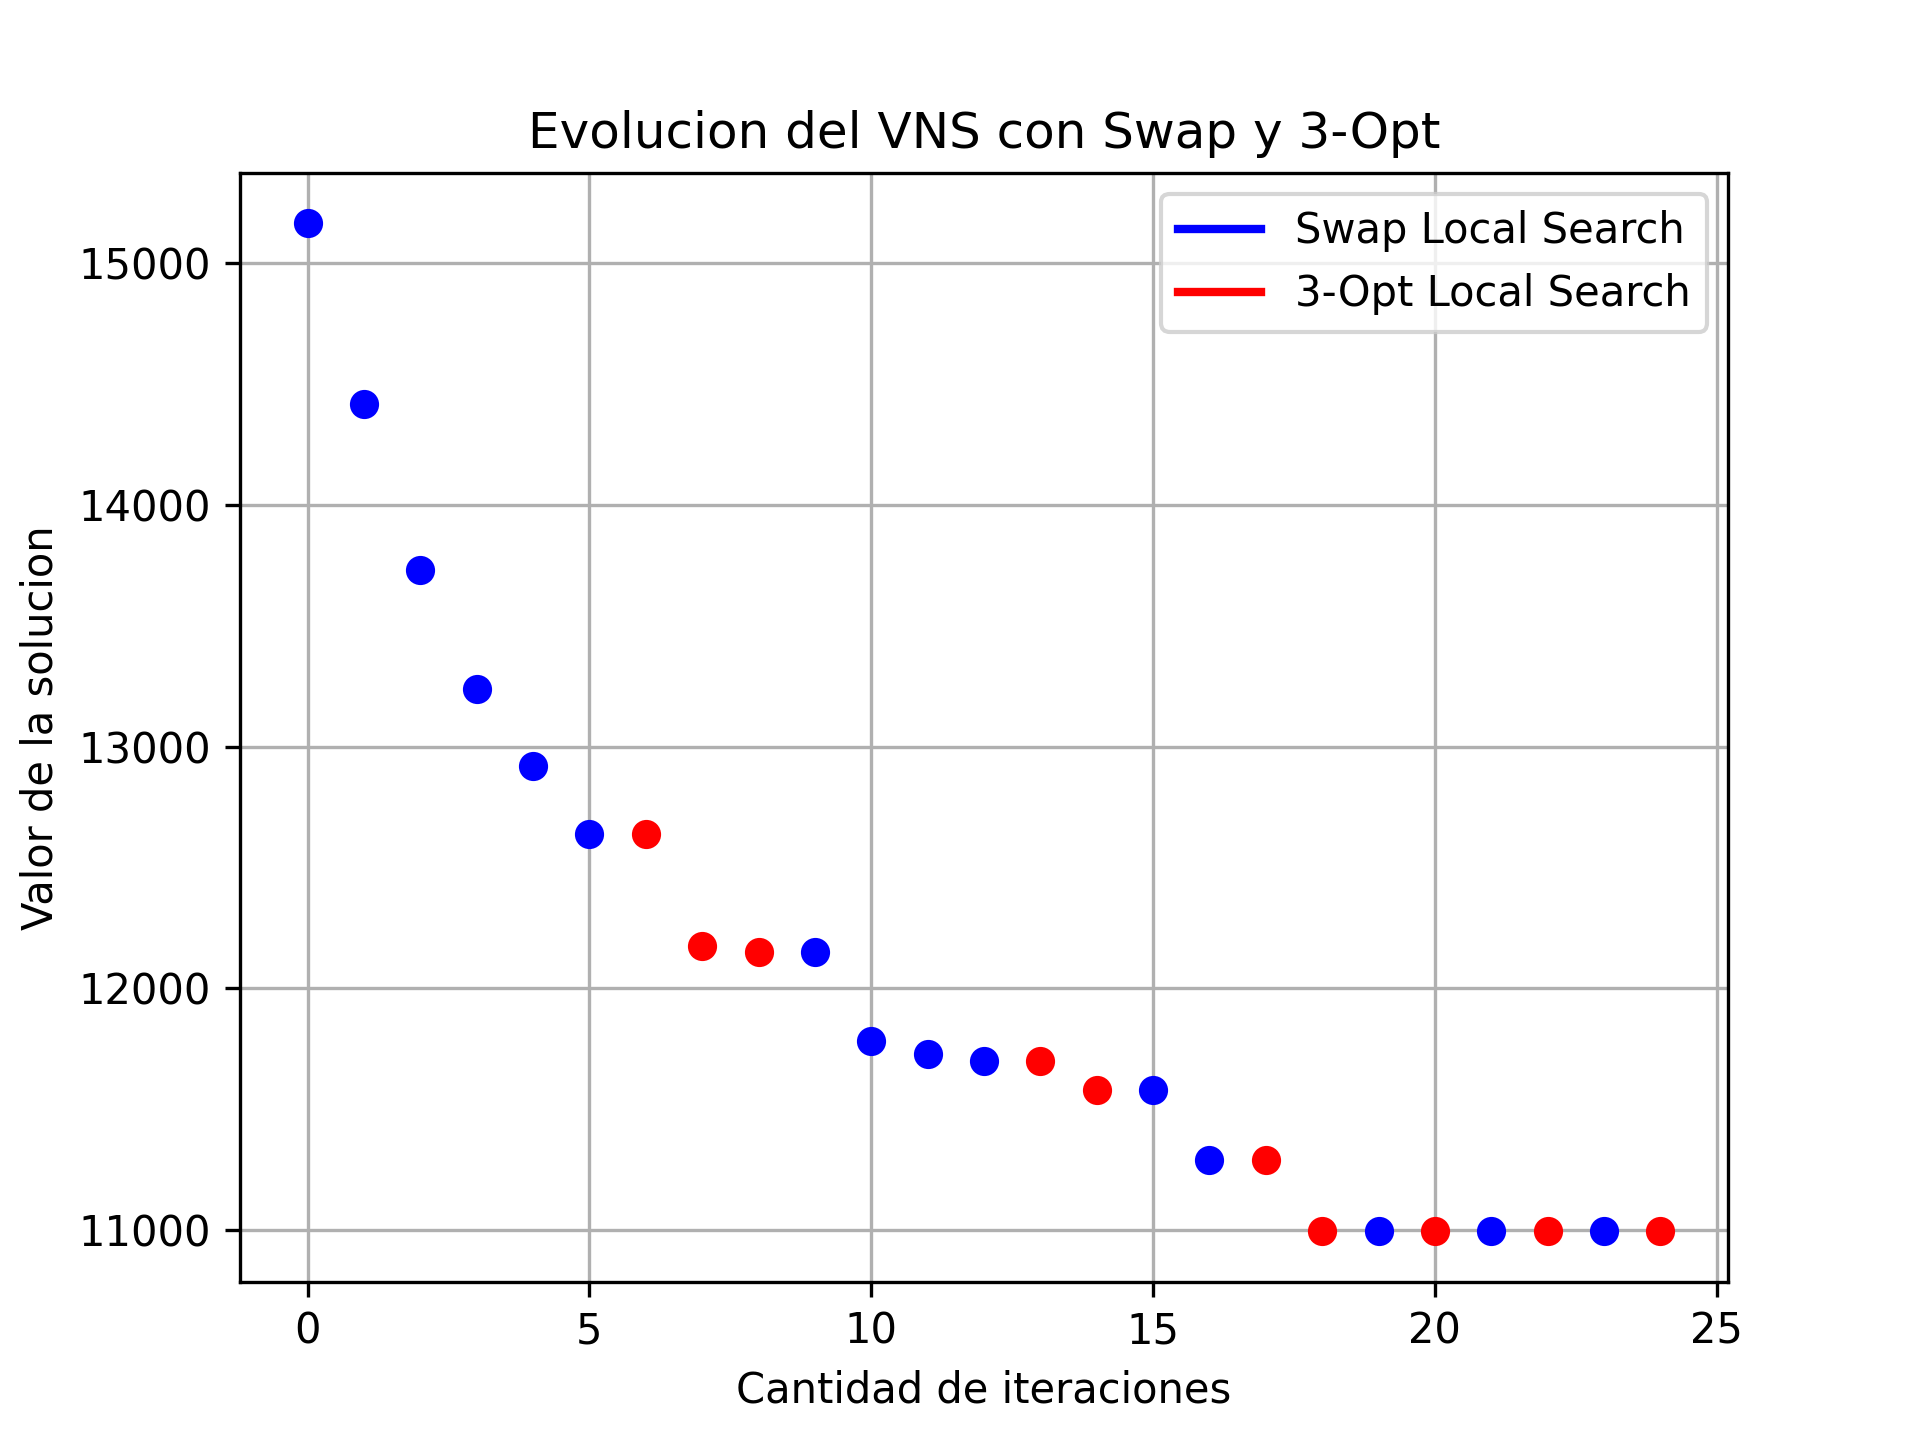 Evolucion del VNS con Swap y 3-Opt
Swap Local Search
3-Opt Local Search
15000
14000
13000
12000
11000
Valor de la solucion
0 5 10 15 20 25
Cantidad de iteraciones